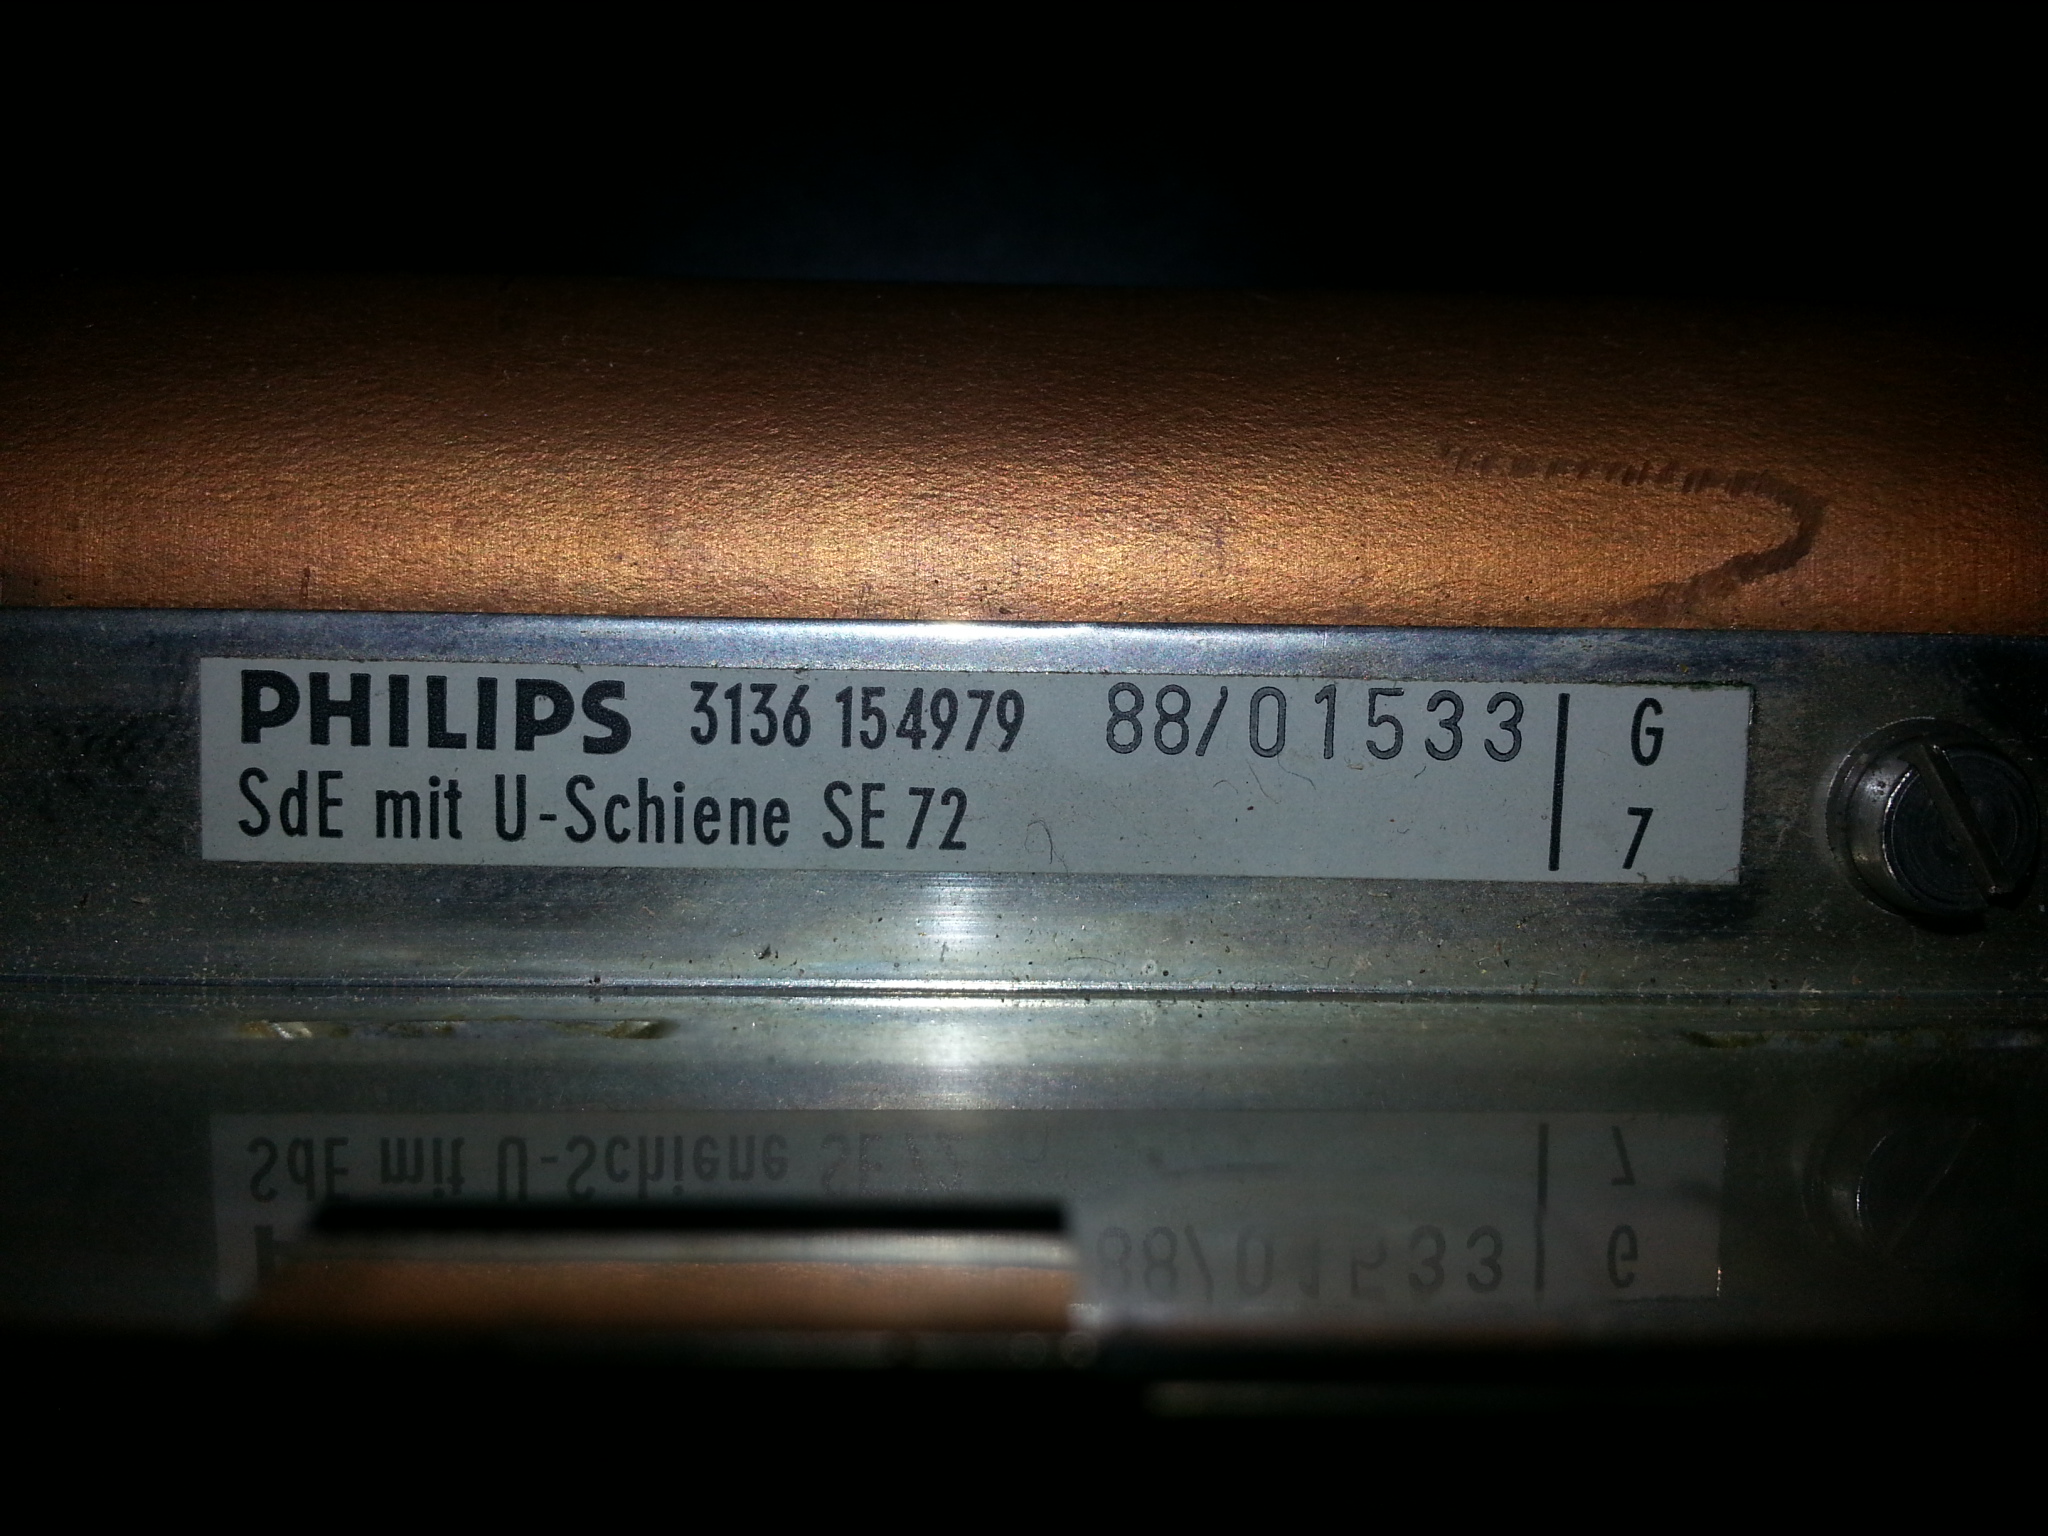 PHILIPS 3136 154979 88/01533 | G
SdE mit U-Schiene SE 72 | 7